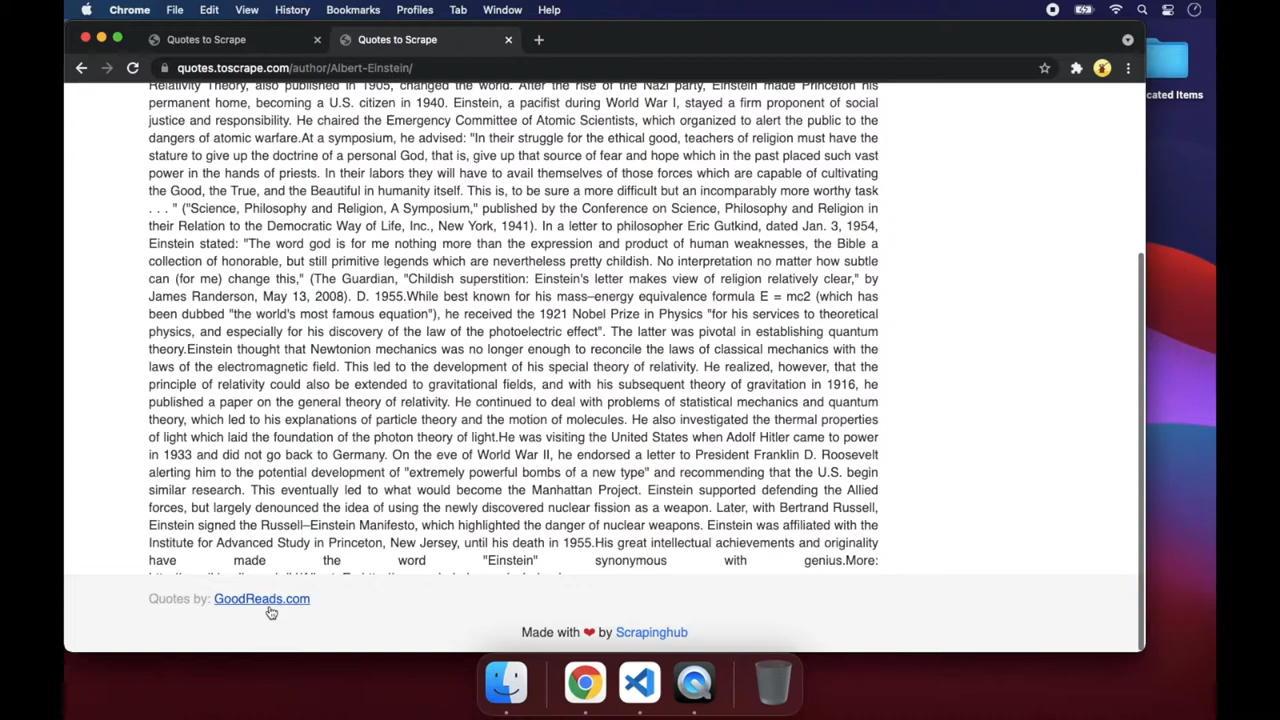 Chrome File Edit View History Bookmarks Profiles Tab Window Help
Quotes to Scrape Quotes to Scrape
quotes.toscrape.com/author/Albert-Einstein/
cated Items
Relativity Theory, also published in 1905, changed the world. After the rise of the Nazi party, Einstein made Princeton his
permanent home, becoming a U.S. citizen in 1940. Einstein, a pacifist during World War I, stayed a firm proponent of social
justice and responsibility. He chaired the Emergency Committee of Atomic Scientists, which organized to alert the public to the
dangers of atomic warfare.At a symposium, he advised: "In their struggle for the ethical good, teachers of religion must have the
stature to give up the doctrine of a personal God, that is, give up that source of fear and hope which in the past placed such vast
power in the hands of priests. In their labors they will have to avail themselves of those forces which are capable of cultivating
the Good, the True, and the Beautiful in humanity itself. This is, to be sure a more difficult but an incomparably more worthy task
. . . " ("Science, Philosophy and Religion, A Symposium," published by the Conference on Science, Philosophy and Religion in
their Relation to the Democratic Way of Life, Inc., New York, 1941). In a letter to philosopher Eric Gutkind, dated Jan. 3, 1954,
Einstein stated: "The word god is for me nothing more than the expression and product of human weaknesses, the Bible a
collection of honorable, but still primitive legends which are nevertheless pretty childish. No interpretation no matter how subtle
can (for me) change this," (The Guardian, "Childish superstition: Einstein's letter makes view of religion relatively clear," by
James Randerson, May 13, 2008). D. 1955.While best known for his mass–energy equivalence formula E = mc2 (which has
been dubbed "the world's most famous equation"), he received the 1921 Nobel Prize in Physics "for his services to theoretical
physics, and especially for his discovery of the law of the photoelectric effect". The latter was pivotal in establishing quantum
theory.Einstein thought that Newtonion mechanics was no longer enough to reconcile the laws of classical mechanics with the
laws of the electromagnetic field. This led to the development of his special theory of relativity. He realized, however, that the
principle of relativity could also be extended to gravitational fields, and with his subsequent theory of gravitation in 1916, he
published a paper on the general theory of relativity. He continued to deal with problems of statistical mechanics and quantum
theory, which led to his explanations of particle theory and the motion of molecules. He also investigated the thermal properties
of light which laid the foundation of the photon theory of light.He was visiting the United States when Adolf Hitler came to power
in 1933 and did not go back to Germany. On the eve of World War II, he endorsed a letter to President Franklin D. Roosevelt
alerting him to the potential development of "extremely powerful bombs of a new type" and recommending that the U.S. begin
similar research. This eventually led to what would become the Manhattan Project. Einstein supported defending the Allied
forces, but largely denounced the idea of using the newly discovered nuclear fission as a weapon. Later, with Bertrand Russell,
Einstein signed the Russell–Einstein Manifesto, which highlighted the danger of nuclear weapons. Einstein was affiliated with the
Institute for Advanced Study in Princeton, New Jersey, until his death in 1955.His great intellectual achievements and originality
have made the word "Einstein" synonymous with genius.More:
Quotes by: GoodReads.com
Made with ❤ by Scrapinghub